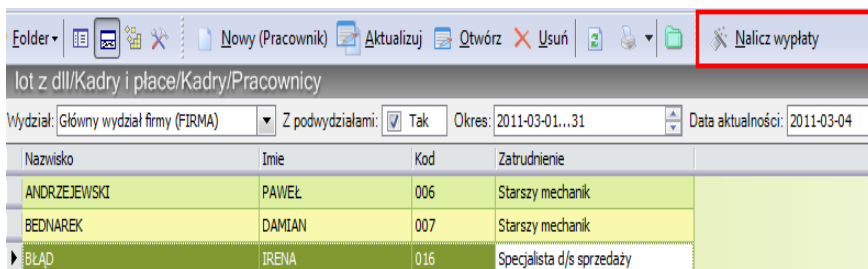 Folder Nowy (Pracownik) Aktualizuj Otwórz Usuń Nalicz wypłaty
lot z dll/Kadry i płace/Kadry/Pracownicy
Wydział: Główny wydział firmy (FIRMA) Z podwydziałami: Tak Okres: 2011-03-01...31 Data aktualności: 2011-03-04
Nazwisko Imie Kod Zatrudnienie
ANDRZEJEWSKI PAWEŁ 006 Starszy mechanik
BEDNAREK DAMIAN 007 Starszy mechanik
BŁĄD IRENA 016 Specjalista d/s sprzedaży